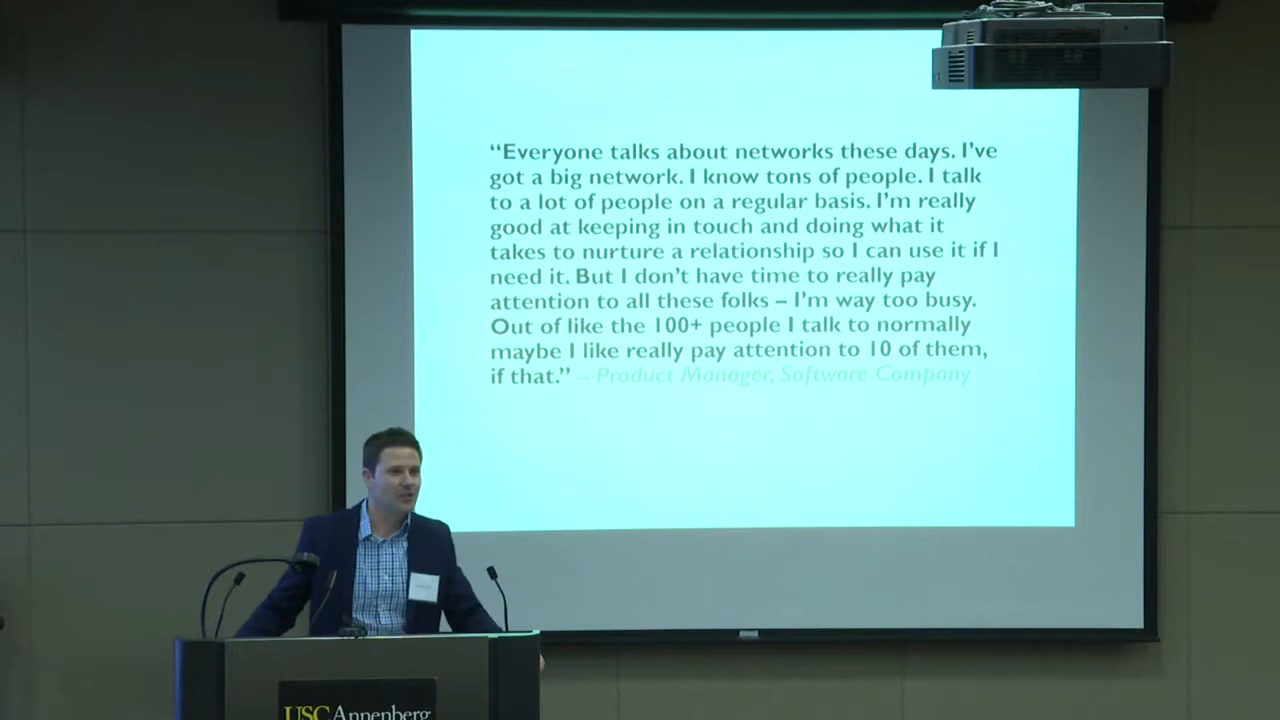 “Everyone talks about networks these days. I’ve
got a big network. I know tons of people. I talk
to a lot of people on a regular basis. I’m really
good at keeping in touch and doing what it
takes to nurture a relationship so I can use it if I
need it. But I don’t have time to really pay
attention to all these folks – I’m way too busy.
Out of like the 100+ people I talk to normally
maybe I like really pay attention to 10 of them,
if that.” – Product Manager, Software Company
USC Annenberg